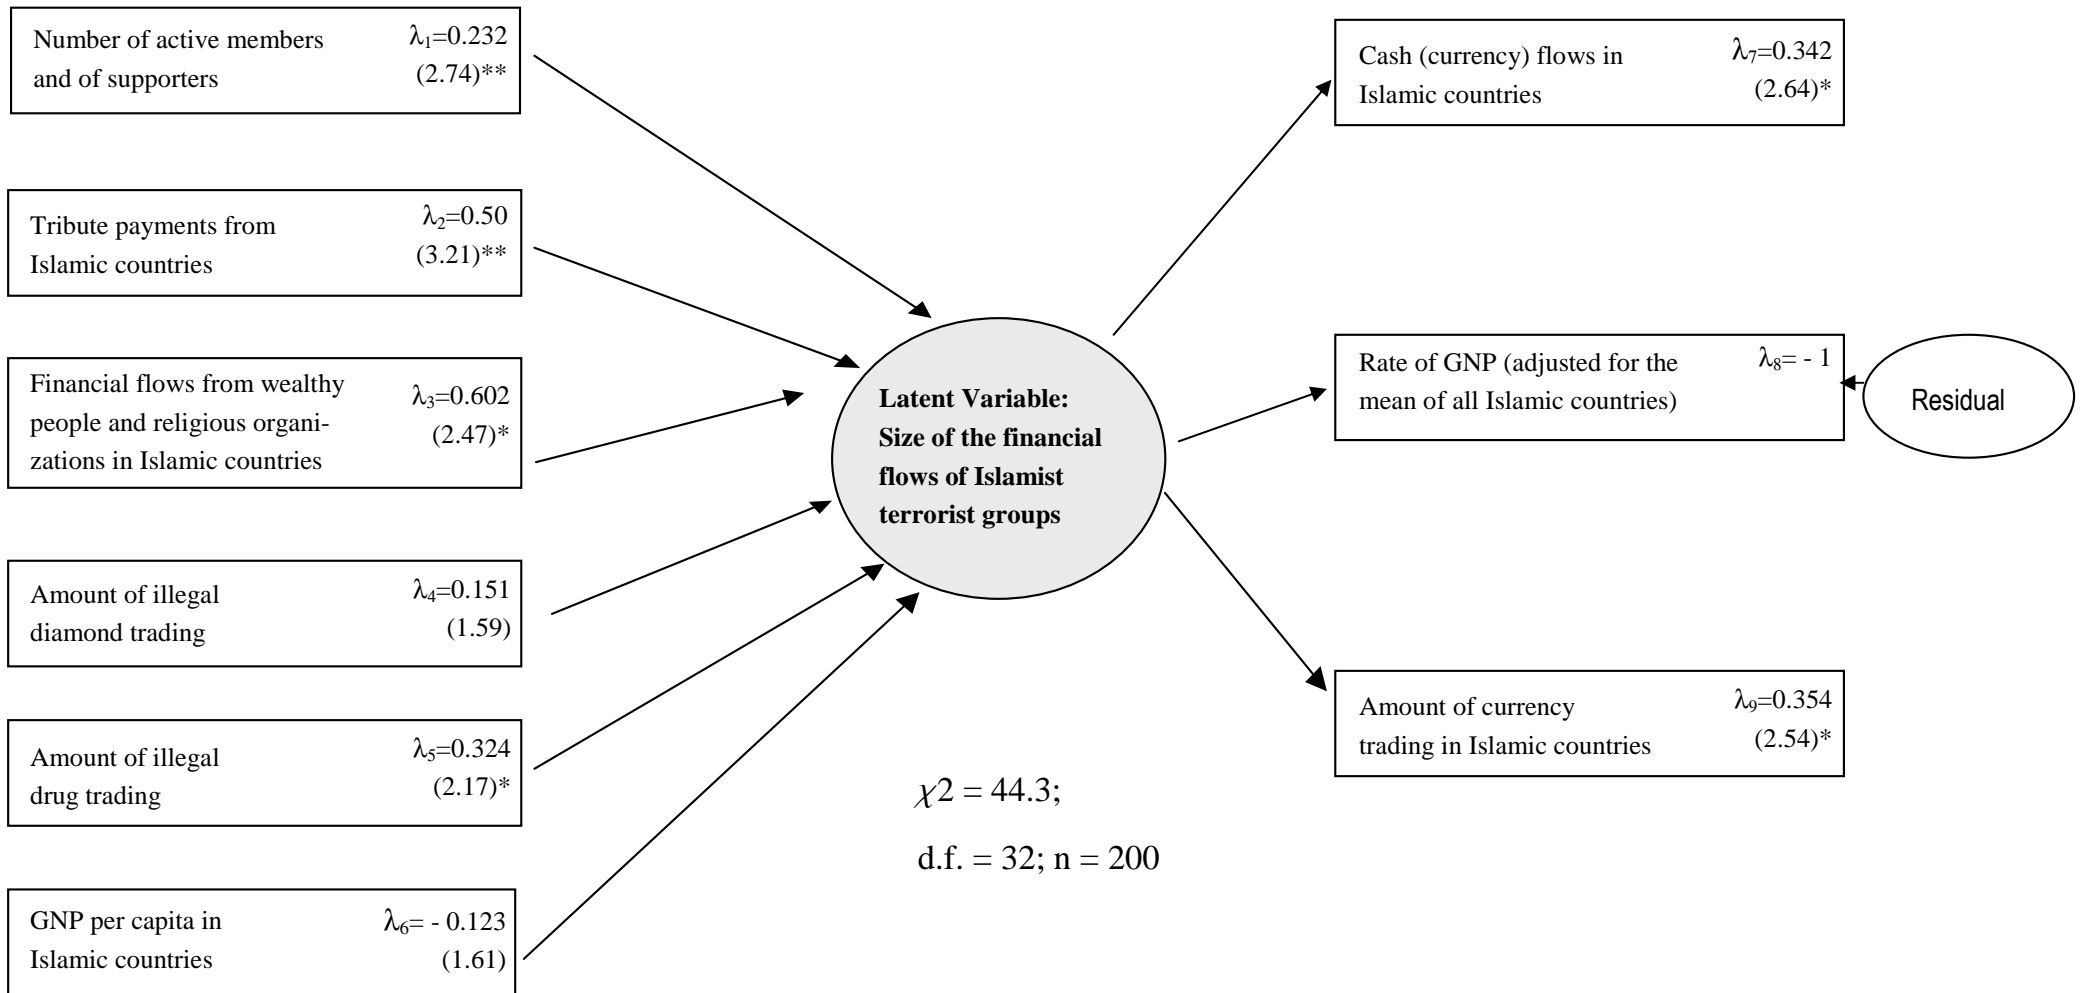 Number of active members
and of supporters
λ1=0.232
(2.74)**
Tribute payments from
Islamic countries
λ2=0.50
(3.21)**
Financial flows from wealthy
people and religious organi-
zations in Islamic countries
λ3=0.602
(2.47)*
Amount of illegal
diamond trading
λ4=0.151
(1.59)
Amount of illegal
drug trading
λ5=0.324
(2.17)*
GNP per capita in
Islamic countries
λ6= - 0.123
(1.61)
Latent Variable:
Size of the financial
flows of Islamist
terrorist groups
χ2 = 44.3;
d.f. = 32; n = 200
Cash (currency) flows in
Islamic countries
λ7=0.342
(2.64)*
Rate of GNP (adjusted for the
mean of all Islamic countries)
λ8= - 1
Residual
Amount of currency
trading in Islamic countries
λ9=0.354
(2.54)*